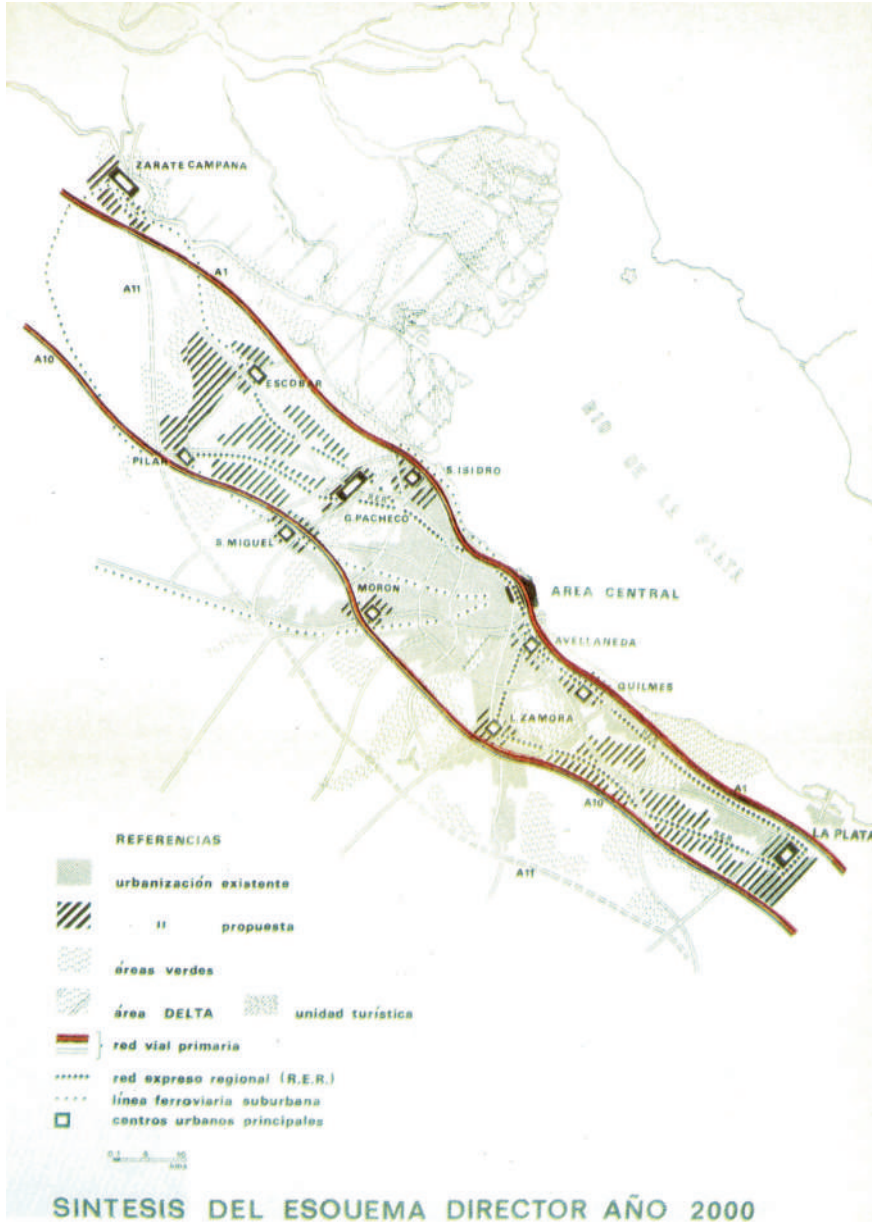 ZARATE CAMPANA
A1
A11
A10
ESCOBAR
PILAR
S. ISIDRO
RER
G. PACHECO
S. MIGUEL
RIO
DE LA PLATA
MORON
AREA CENTRAL
AVELLANEDA
QUILMES
L. ZAMORA
A1
A10
LA PLATA
RER
A11
REFERENCIAS
urbanización existente
" propuesta
áreas verdes
área DELTA unidad turística
red vial primaria
red expreso regional (R.E.R.)
línea ferroviaria suburbana
centros urbanos principales
SINTESIS DEL ESQUEMA DIRECTOR AÑO 2000